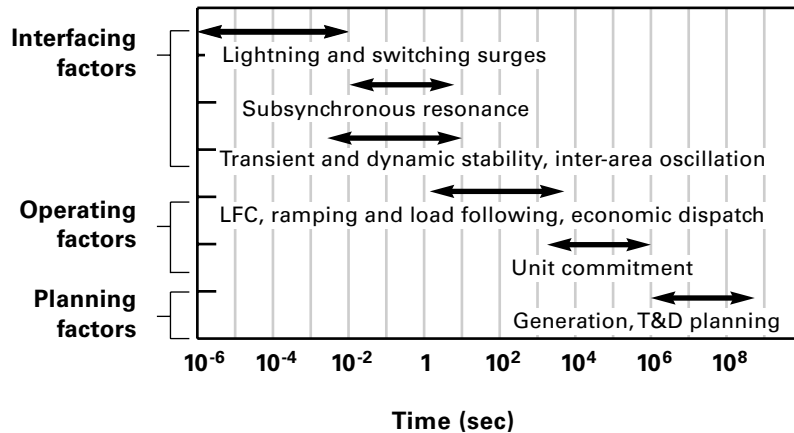 Interfacing
factors
Lightning and switching surges
Subsynchronous resonance
Transient and dynamic stability, inter-area oscillation
Operating
factors
LFC, ramping and load following, economic dispatch
Unit commitment
Planning
factors
Generation, T&D planning
10⁻⁶ 10⁻⁴ 10⁻² 1 10² 10⁴ 10⁶ 10⁸
Time (sec)